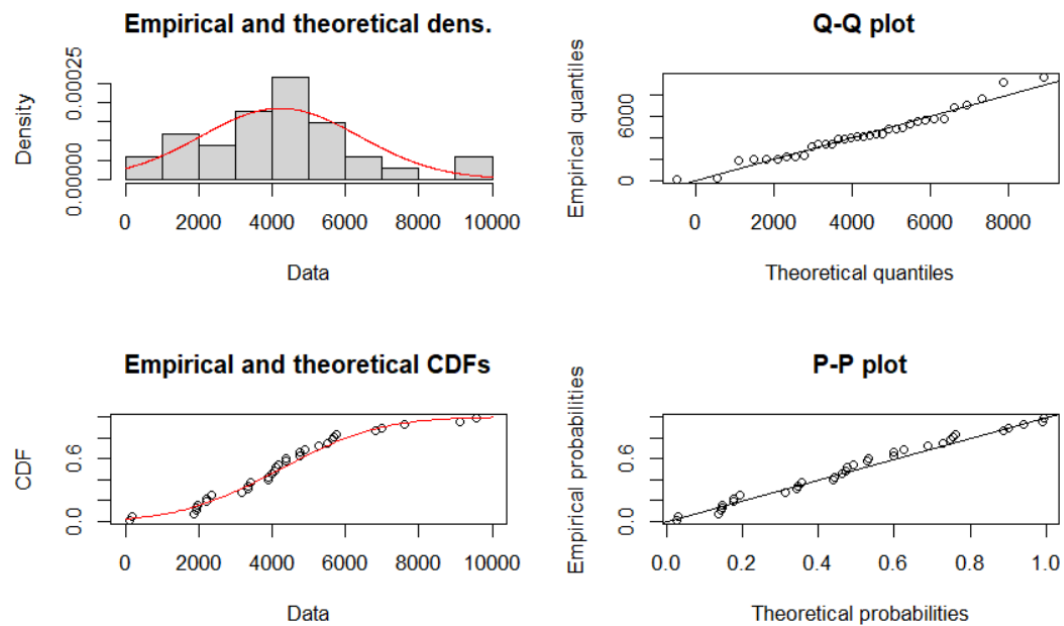 Empirical and theoretical dens.
Density
0.00000 0.00025
0 2000 4000 6000 8000 10000
Data
Q-Q plot
Empirical quantiles
0 6000
0 2000 4000 6000 8000
Theoretical quantiles
Empirical and theoretical CDFs
CDF
0.0 0.6
0 2000 4000 6000 8000 10000
Data
P-P plot
Empirical probabilities
0.0 0.6
0.0 0.2 0.4 0.6 0.8 1.0
Theoretical probabilities